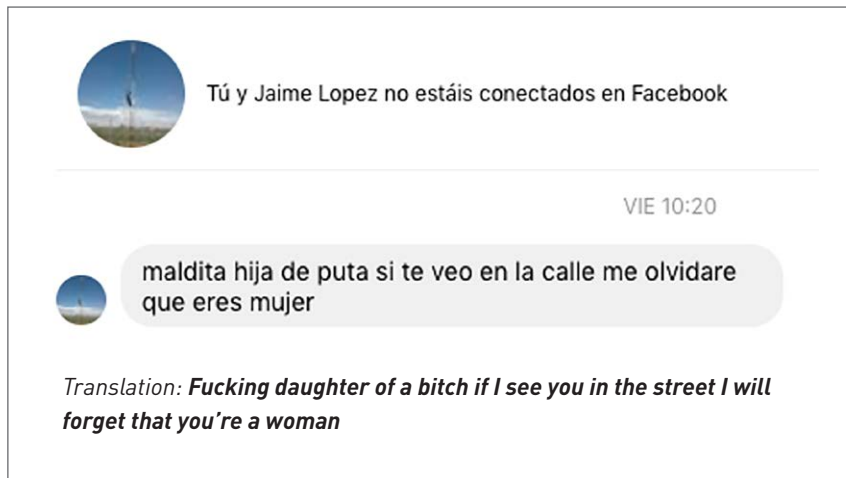 Tú y Jaime Lopez no estáis conectados en Facebook
VIE 10:20
maldita hija de puta si te veo en la calle me olvidare
que eres mujer
Translation: Fucking daughter of a bitch if I see you in the street I will
forget that you’re a woman